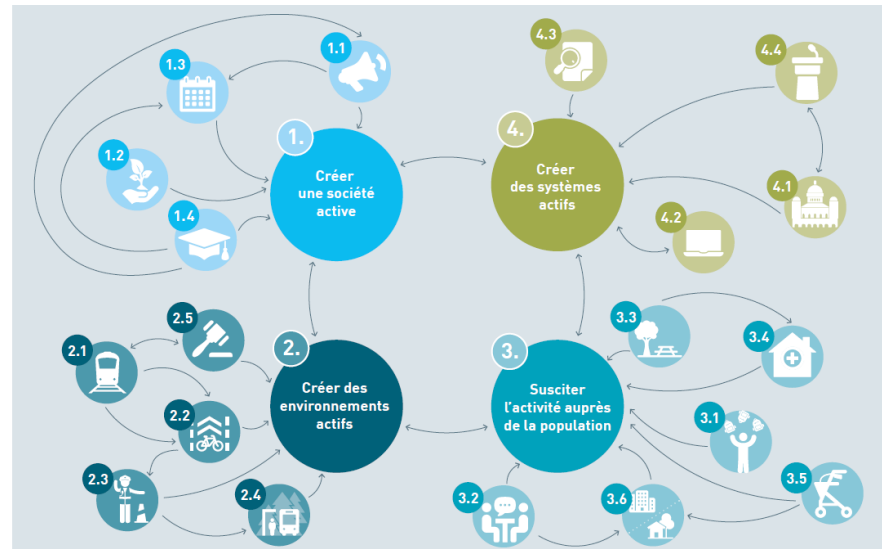 1.1
1.3
1.2
1.4
1.
Créer
une société
active
4.3
4.4
4.
Créer
des systèmes
actifs
4.1
4.2
2.5
2.1
2.2
2.3
2.4
2.
Créer des
environnements
actifs
3.3
3.4
3.
Susciter
l'activité auprès
de la population
3.1
3.2
3.6
3.5